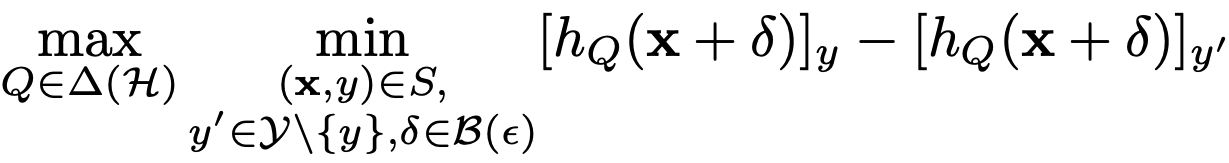 max min [h_Q(x + δ)]_y − [h_Q(x + δ)]_{y′}
Q∈Δ(ℋ) (x,y)∈S,
y′∈𝒴\{y},δ∈ℬ(ϵ)